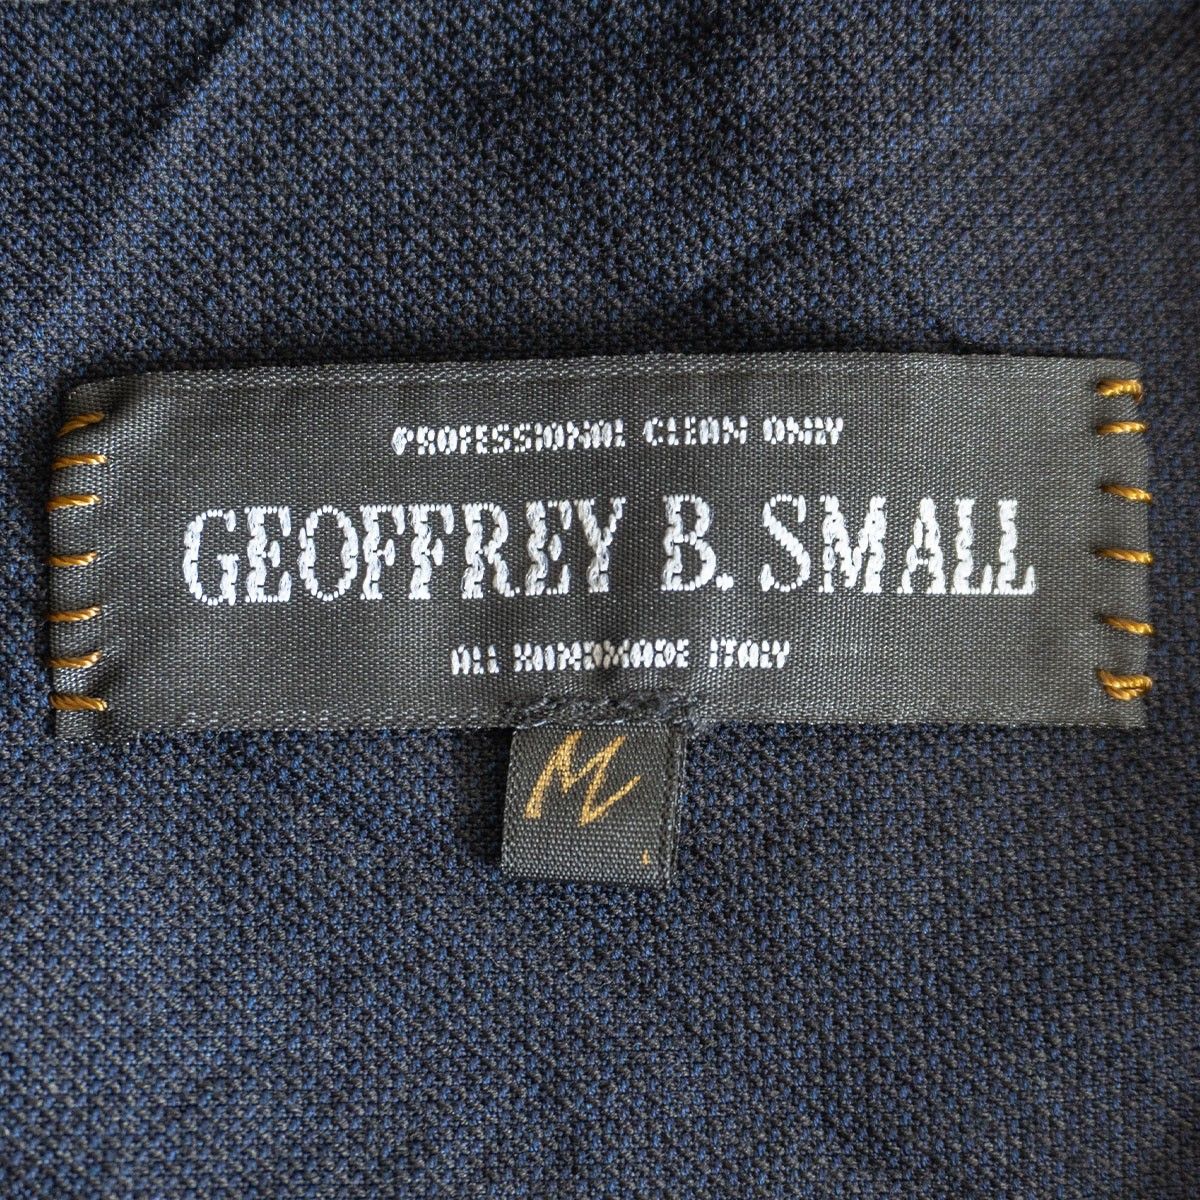 PROFESSIONAL CLEAN ONLY
GEOFFREY B. SMALL
ALL HANDMADE ITALY
M